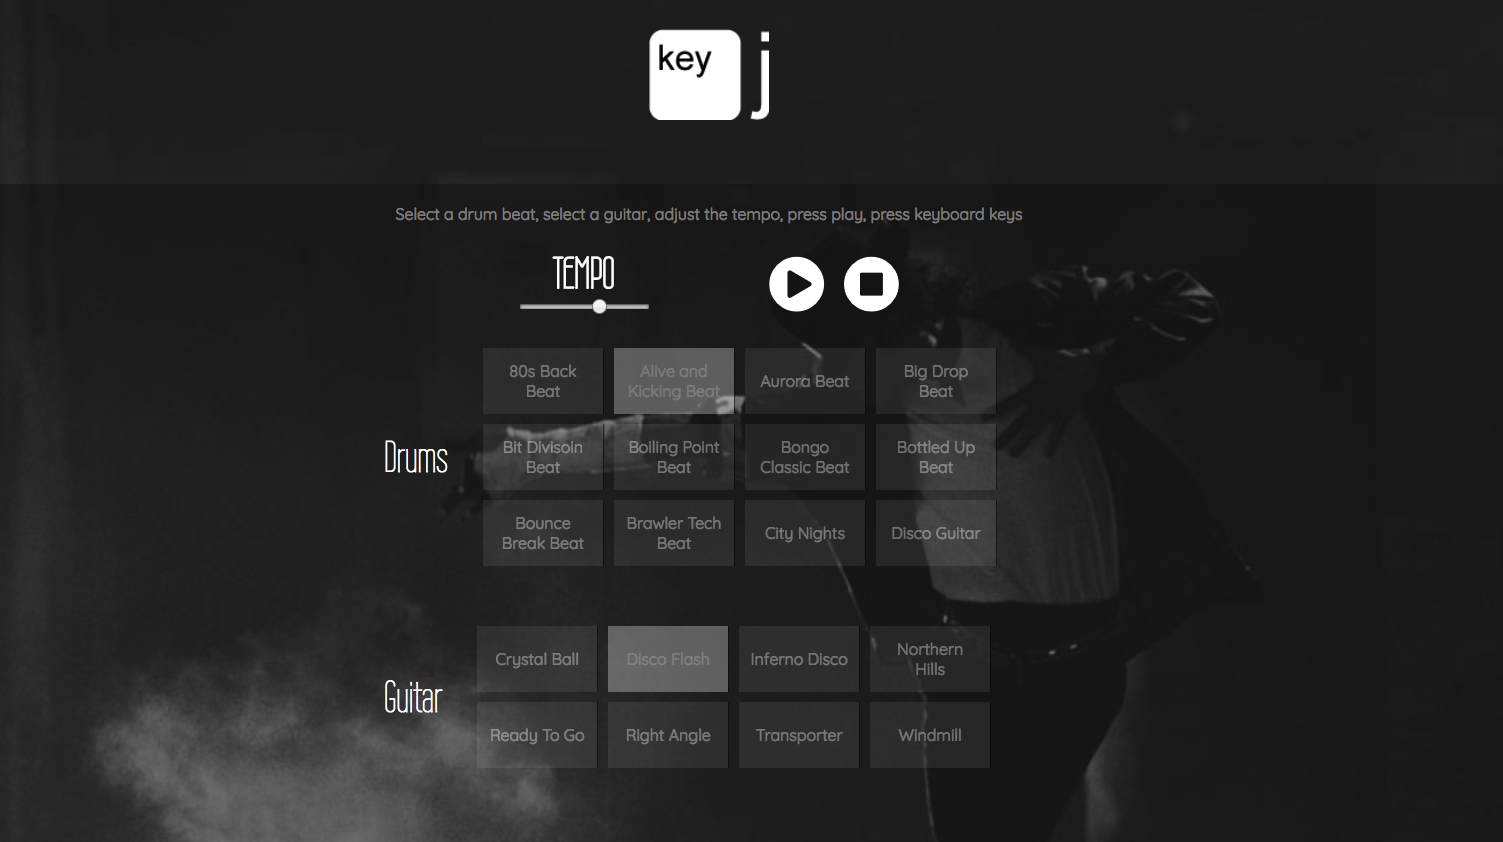 key j
Select a drum beat, select a guitar, adjust the tempo, press play, press keyboard keys
TEMPO
Drums
80s Back
Beat
Alive and
Kicking Beat
Aurora Beat
Big Drop
Beat
Bit Divisoin
Beat
Boiling Point
Beat
Bongo
Classic Beat
Bottled Up
Beat
Bounce
Break Beat
Brawler Tech
Beat
City Nights
Disco Guitar
Guitar
Crystal Ball
Disco Flash
Inferno Disco
Northern
Hills
Ready To Go
Right Angle
Transporter
Windmill